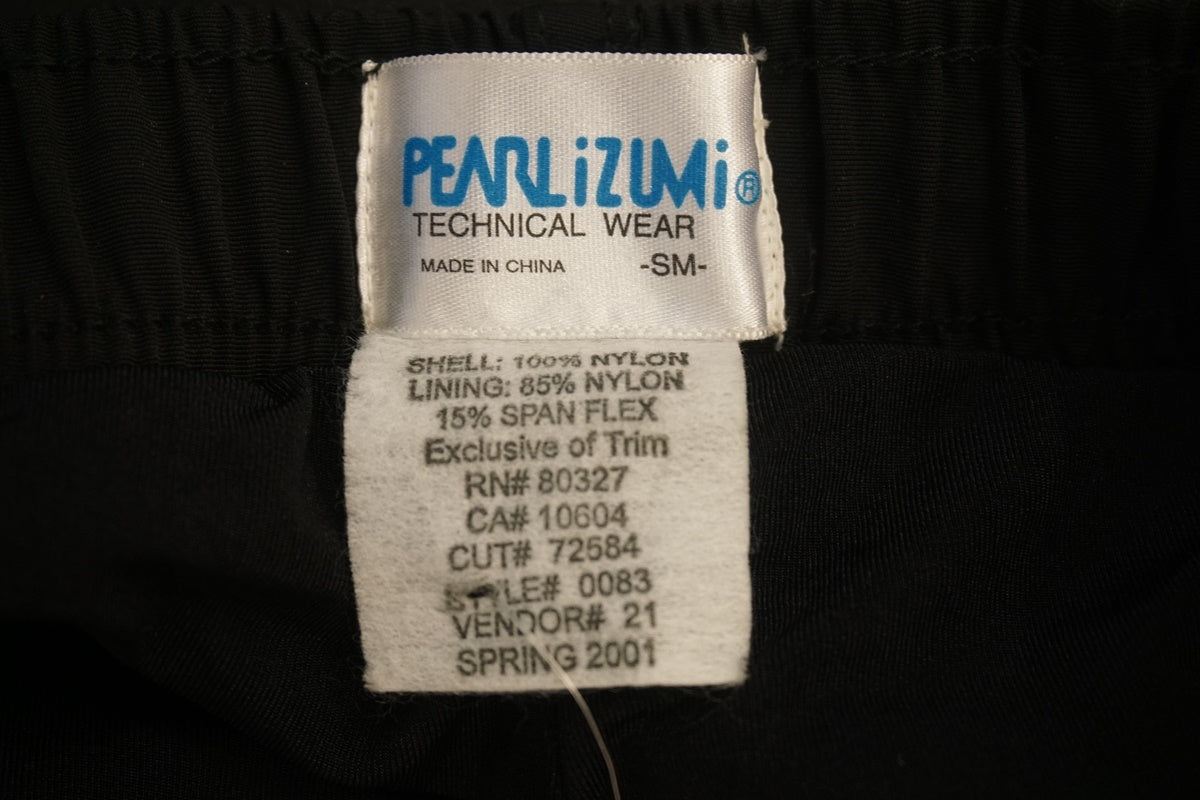 PEARLiZUMi®
TECHNICAL WEAR
MADE IN CHINA -SM-
SHELL: 100% NYLON
LINING: 85% NYLON
15% SPAN FLEX
Exclusive of Trim
RN# 80327
CA# 10604
CUT# 72584
STYLE# 0083
VENDOR# 21
SPRING 2001